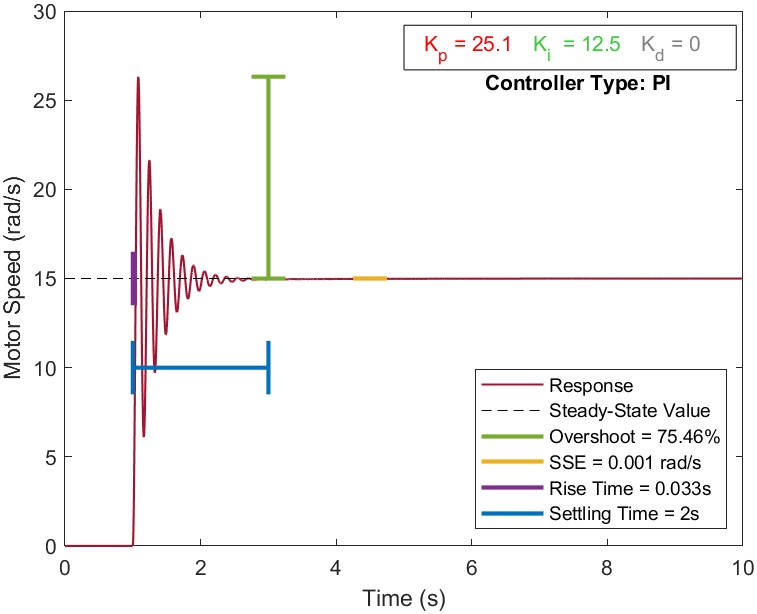 30
25
20
15
10
5
0
Motor Speed (rad/s)
Kp = 25.1 Ki = 12.5 Kd = 0
Controller Type: PI
Response
Steady-State Value
Overshoot = 75.46%
SSE = 0.001 rad/s
Rise Time = 0.033s
Settling Time = 2s
0 2 4 6 8 10
Time (s)